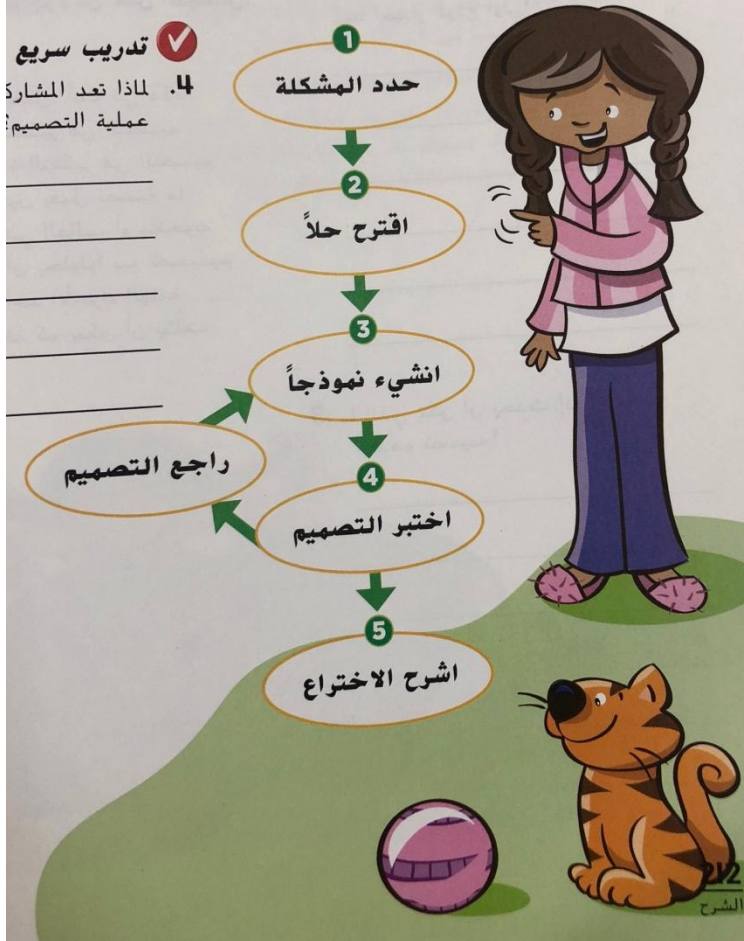 تدريب سريع
4. لماذا تعد المشارك
عملية التصميم؟
1
حدد المشكلة
2
اقترح حلاً
3
انشيء نموذجاً
راجع التصميم
4
اختبر التصميم
5
اشرح الاختراع
212
الشرح